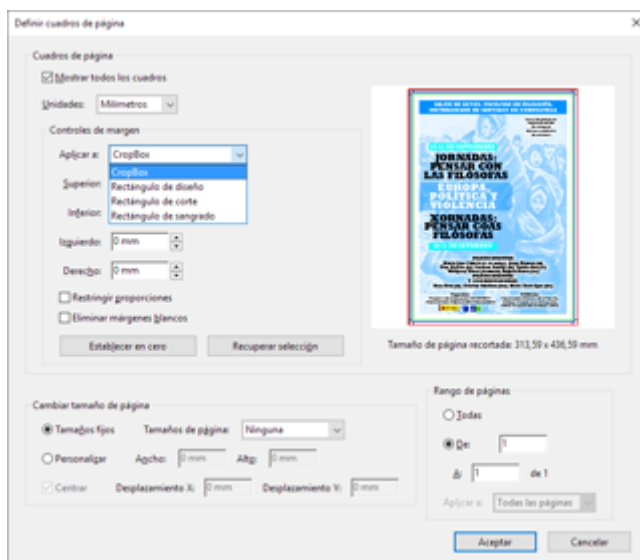 Definir cuadros de página
Cuadros de página
Mostrar todos los cuadros
Unidades: Milímetros
Controles de margen
Aplicar a: CropBox
CropBox
Superior: Rectángulo de diseño
Rectángulo de corte
Inferior: Rectángulo de sangrado
Izquierdo: 0 mm
Derecho: 0 mm
Restringir proporciones
Eliminar márgenes blancos
Establecer en cero Recuperar selección
JORNADAS:
PENSAR CON
LAS FILÓSOFAS
EUROPA,
POLÍTICA Y
VIOLENCIA
XORNADAS:
PENSAR COAS
FILÓSOFAS
Tamaño de página recortada: 313,59 x 436,59 mm
Cambiar tamaño de página
Tamaños fijos Tamaños de página: Ninguna
Personalizar Ancho: 0 mm Alto: 0 mm
Centrar Desplazamiento X: 0 mm Desplazamiento Y: 0 mm
Rango de páginas
Todas
De: 1
A: 1 de 1
Aplicar a: Todas las páginas
Aceptar Cancelar